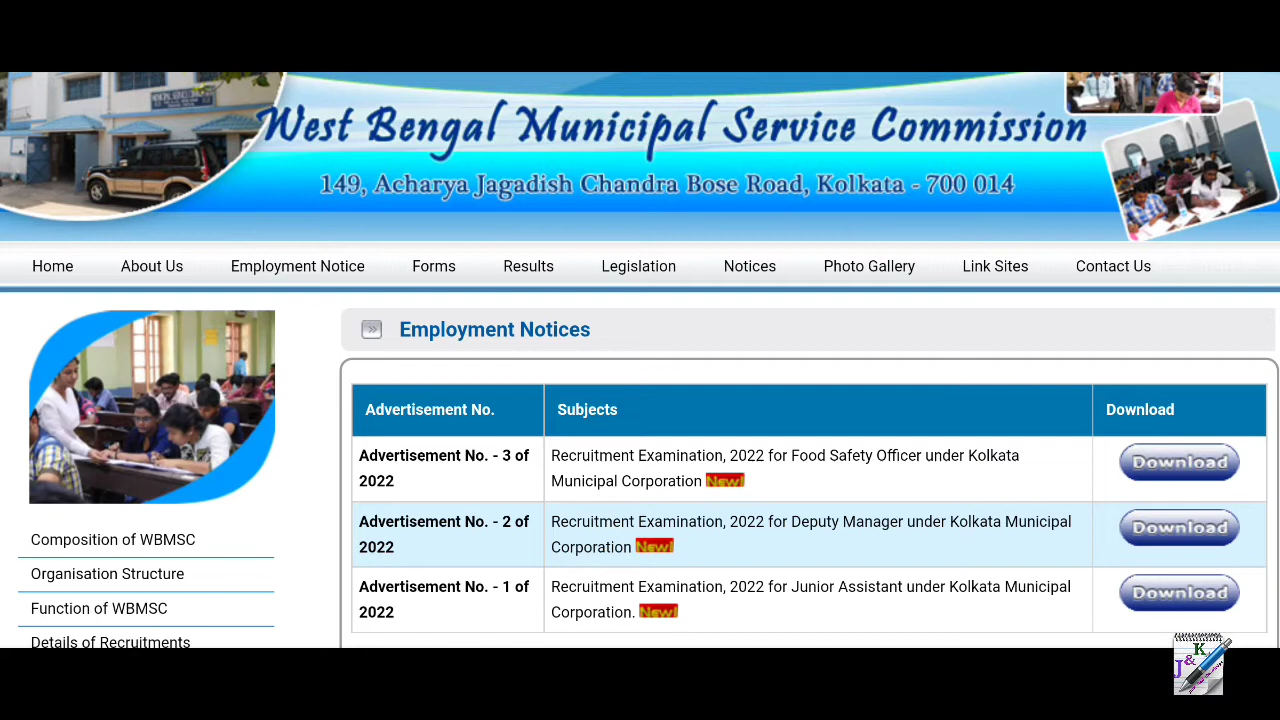 West Bengal Municipal Service Commission
149, Acharya Jagadish Chandra Bose Road, Kolkata - 700 014
Home About Us Employment Notice Forms Results Legislation Notices Photo Gallery Link Sites Contact Us
Employment Notices
Advertisement No. Subjects Download
Advertisement No. - 3 of 2022
Recruitment Examination, 2022 for Food Safety Officer under Kolkata
Municipal Corporation New!
Download
Advertisement No. - 2 of 2022
Recruitment Examination, 2022 for Deputy Manager under Kolkata Municipal
Corporation New!
Download
Advertisement No. - 1 of 2022
Recruitment Examination, 2022 for Junior Assistant under Kolkata Municipal
Corporation. New!
Download
Composition of WBMSC
Organisation Structure
Function of WBMSC
Details of Recruitments
J&K